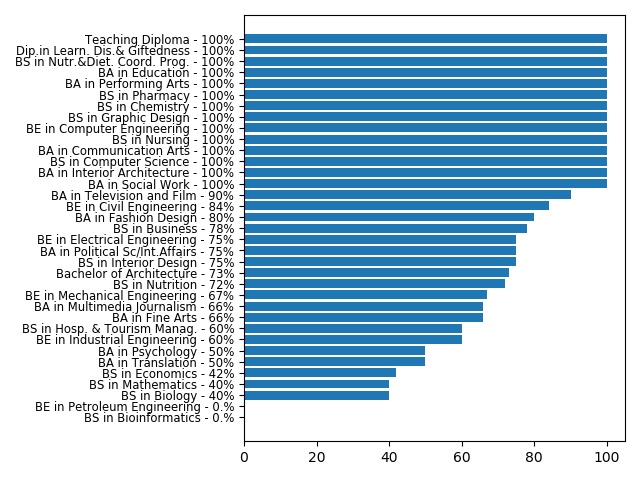 Teaching Diploma - 100%
Dip.in Learn. Dis.& Giftedness - 100%
BS in Nutr.&Diet. Coord. Prog. - 100%
BA in Education - 100%
BA in Performing Arts - 100%
BS in Pharmacy - 100%
BS in Chemistry - 100%
BS in Graphic Design - 100%
BE in Computer Engineering - 100%
BS in Nursing - 100%
BA in Communication Arts - 100%
BS in Computer Science - 100%
BA in Interior Architecture - 100%
BA in Social Work - 100%
BA in Television and Film - 90%
BE in Civil Engineering - 84%
BA in Fashion Design - 80%
BS in Business - 78%
BE in Electrical Engineering - 75%
BA in Political Sc/Int.Affairs - 75%
BS in Interior Design - 75%
Bachelor of Architecture - 73%
BS in Nutrition - 72%
BE in Mechanical Engineering - 67%
BA in Multimedia Journalism - 66%
BA in Fine Arts - 66%
BS in Hosp. & Tourism Manag. - 60%
BE in Industrial Engineering - 60%
BA in Psychology - 50%
BA in Translation - 50%
BS in Economics - 42%
BS in Mathematics - 40%
BS in Biology - 40%
BE in Petroleum Engineering - 0.%
BS in Bioinformatics - 0.%
0 20 40 60 80 100